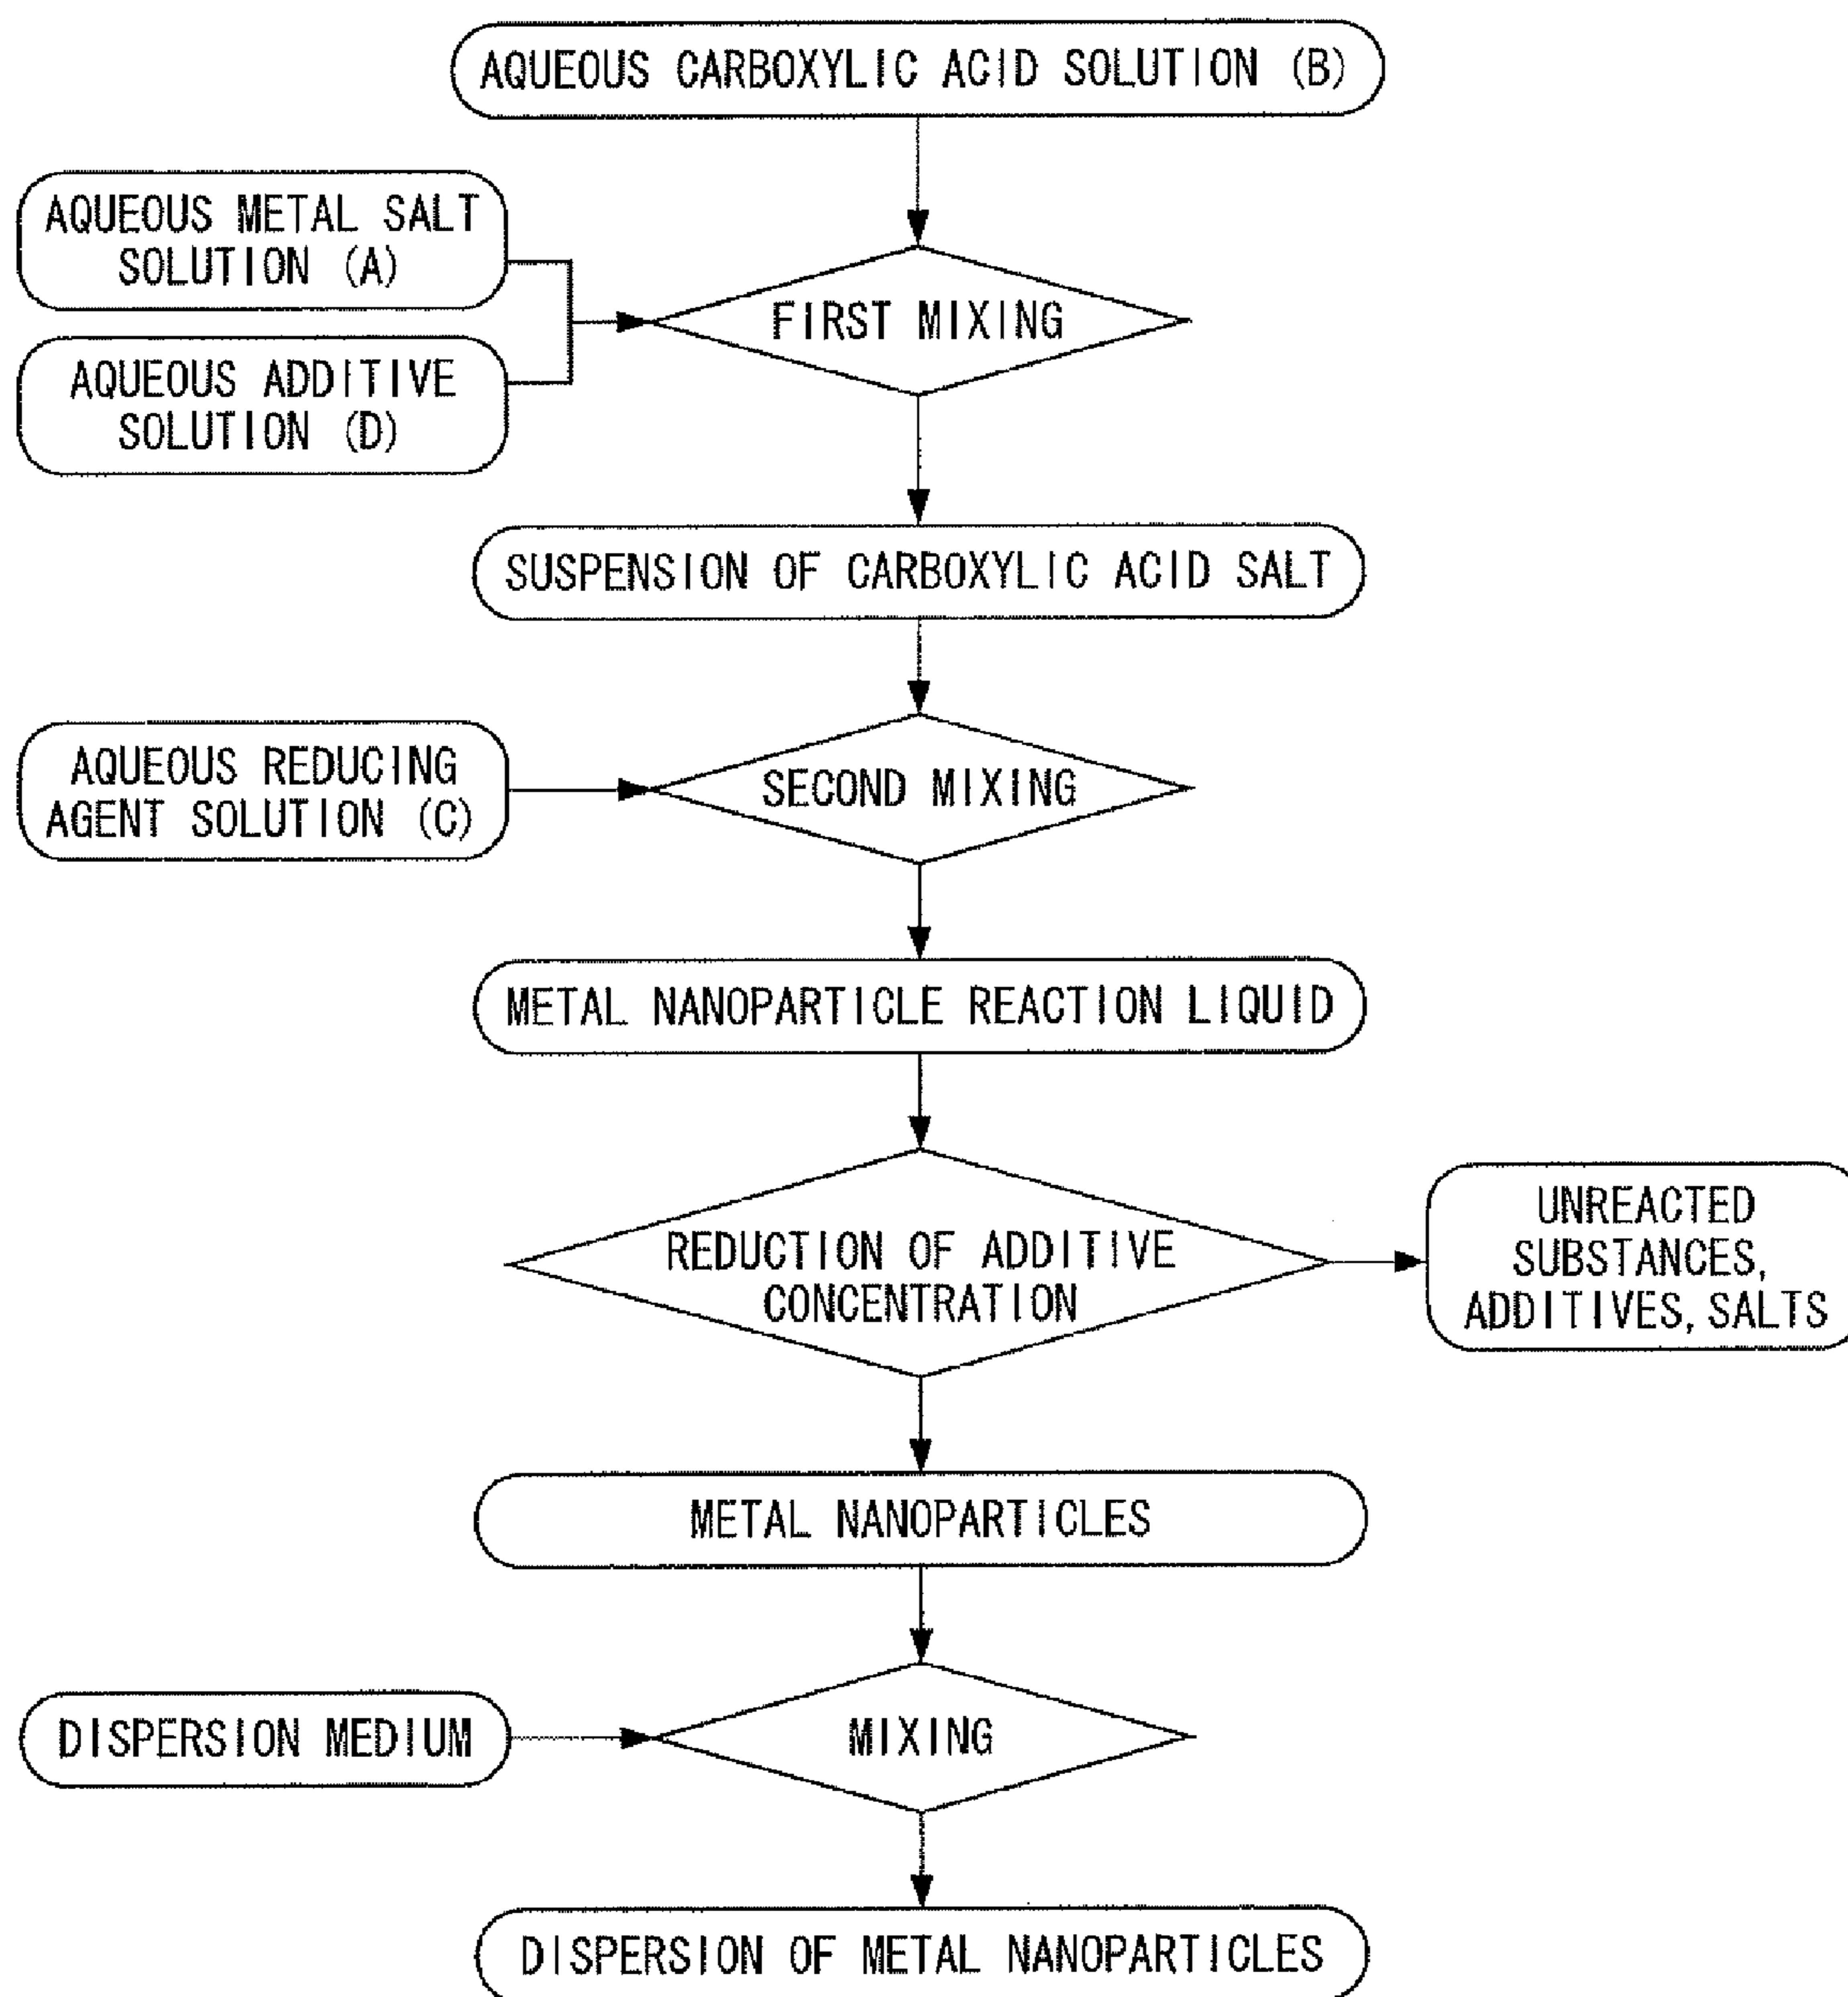 AQUEOUS CARBOXYLIC ACID SOLUTION (B)
AQUEOUS METAL SALT
SOLUTION (A)
AQUEOUS ADDITIVE
SOLUTION (D)
FIRST MIXING
SUSPENSION OF CARBOXYLIC ACID SALT
AQUEOUS REDUCING
AGENT SOLUTION (C)
SECOND MIXING
METAL NANOPARTICLE REACTION LIQUID
REDUCTION OF ADDITIVE
CONCENTRATION
UNREACTED
SUBSTANCES,
ADDITIVES, SALTS
METAL NANOPARTICLES
DISPERSION MEDIUM
MIXING
DISPERSION OF METAL NANOPARTICLES